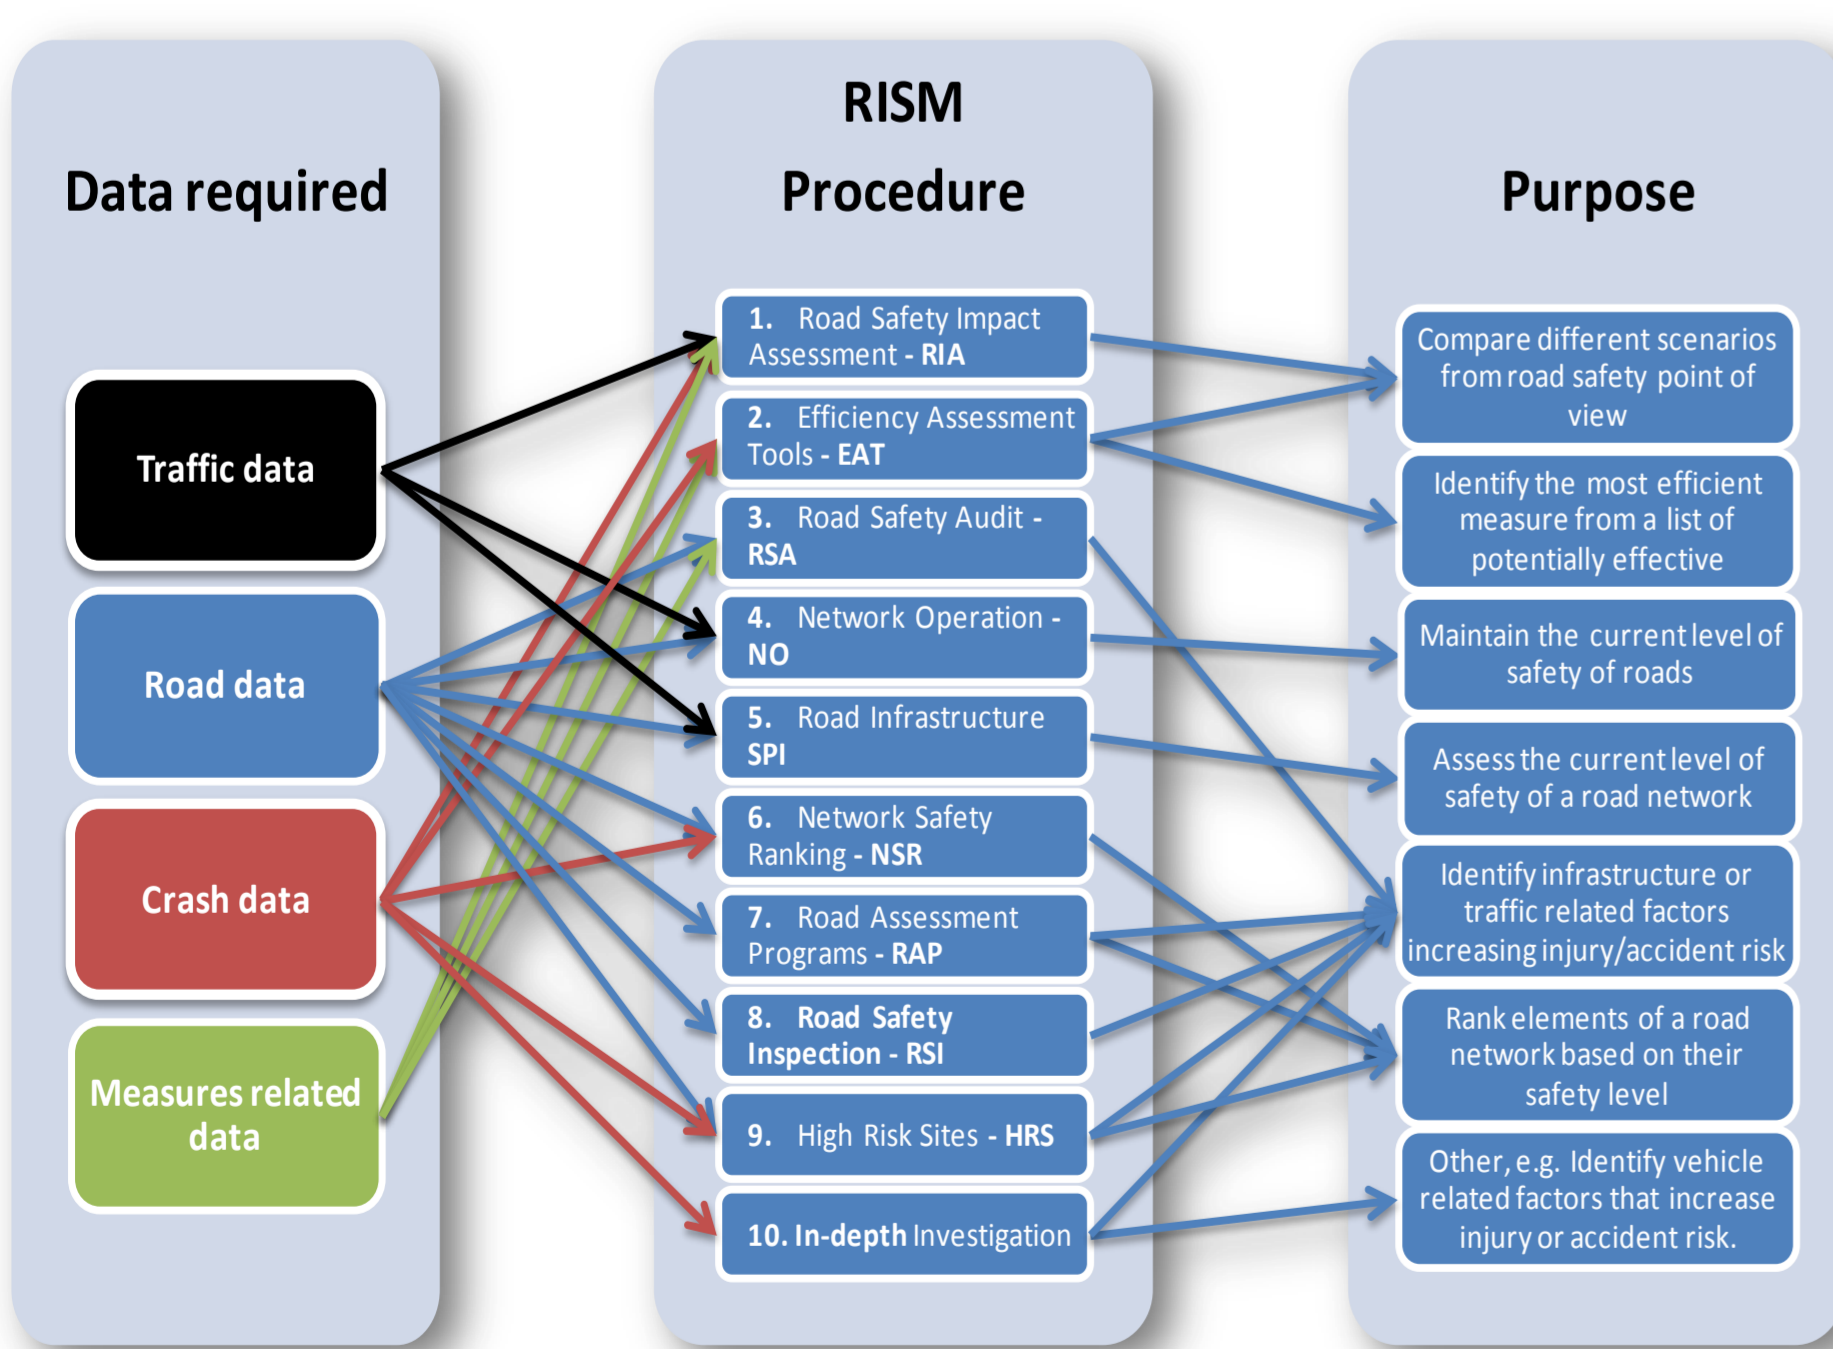 Data required
Traffic data
Road data
Crash data
Measures related
data
RISM
Procedure
1. Road Safety Impact
Assessment - RIA
2. Efficiency Assessment
Tools - EAT
3. Road Safety Audit -
RSA
4. Network Operation -
NO
5. Road Infrastructure
SPI
6. Network Safety
Ranking - NSR
7. Road Assessment
Programs - RAP
8. Road Safety
Inspection - RSI
9. High Risk Sites - HRS
10. In-depth Investigation
Purpose
Compare different scenarios
from road safety point of
view
Identify the most efficient
measure from a list of
potentially effective
Maintain the current level of
safety of roads
Assess the current level of
safety of a road network
Identify infrastructure or
traffic related factors
increasing injury/accident risk
Rank elements of a road
network based on their
safety level
Other, e.g. Identify vehicle
related factors that increase
injury or accident risk.